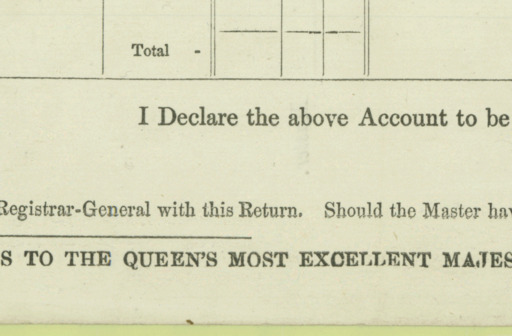 Total -
I Declare the above Account to be
Registrar-General with this Return. Should the Master hav
S TO THE QUEEN'S MOST EXCELLENT MAJES